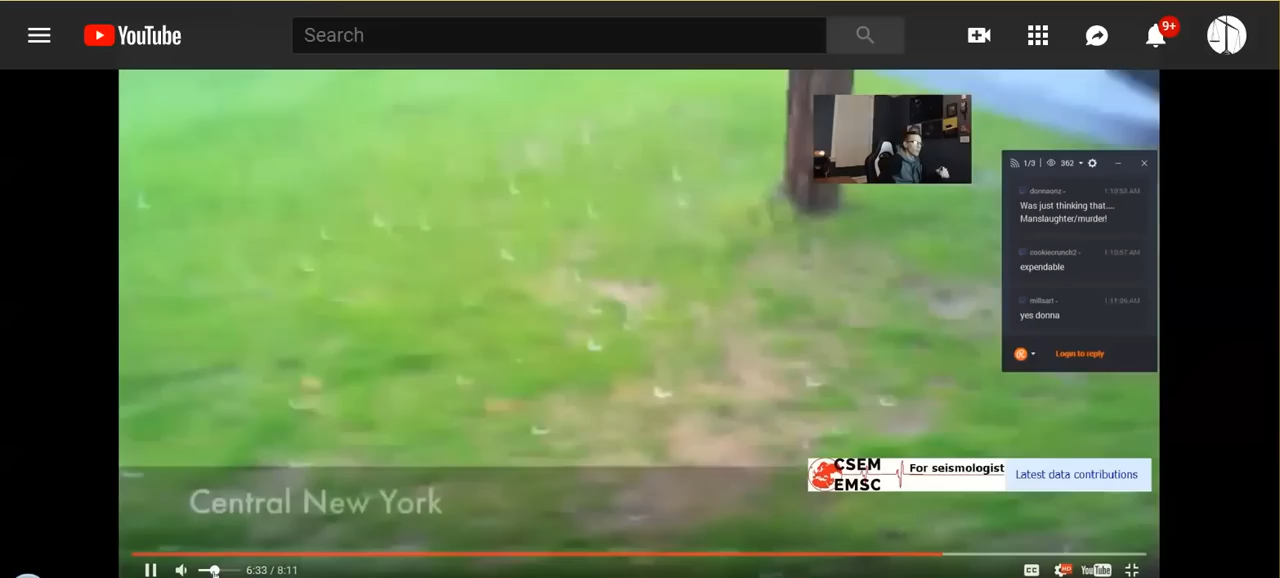 YouTube
Search
9+
1/3 362
donnaonz -
1:10:53 AM
Was just thinking that....
Manslaughter/murder!
cookiecrunch2 -
1:10:57 AM
expendable
millsart -
1:11:06 AM
yes donna
Login to reply
CSEM
EMSC
For seismologist
Latest data contributions
Central New York
6:33 / 8:11
CC
HD
YouTube